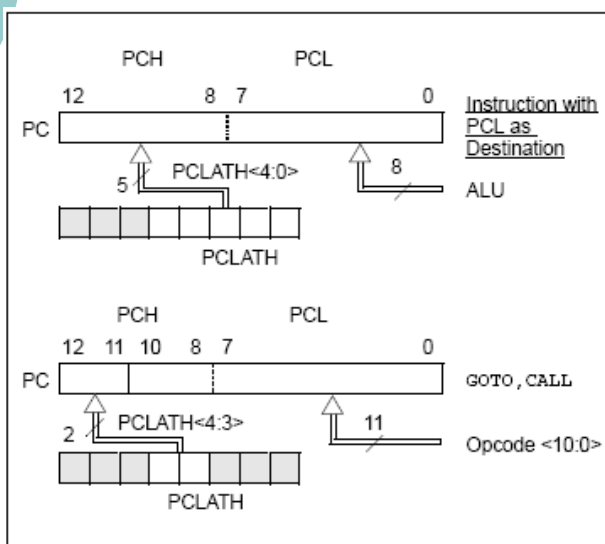 PCH PCL
12 8 7 0
PC
Instruction with
PCL as
Destination
5 PCLATH<4:0> 8
ALU
PCLATH
PCH PCL
12 11 10 8 7 0
PC
GOTO, CALL
2 PCLATH<4:3> 11
Opcode <10:0>
PCLATH